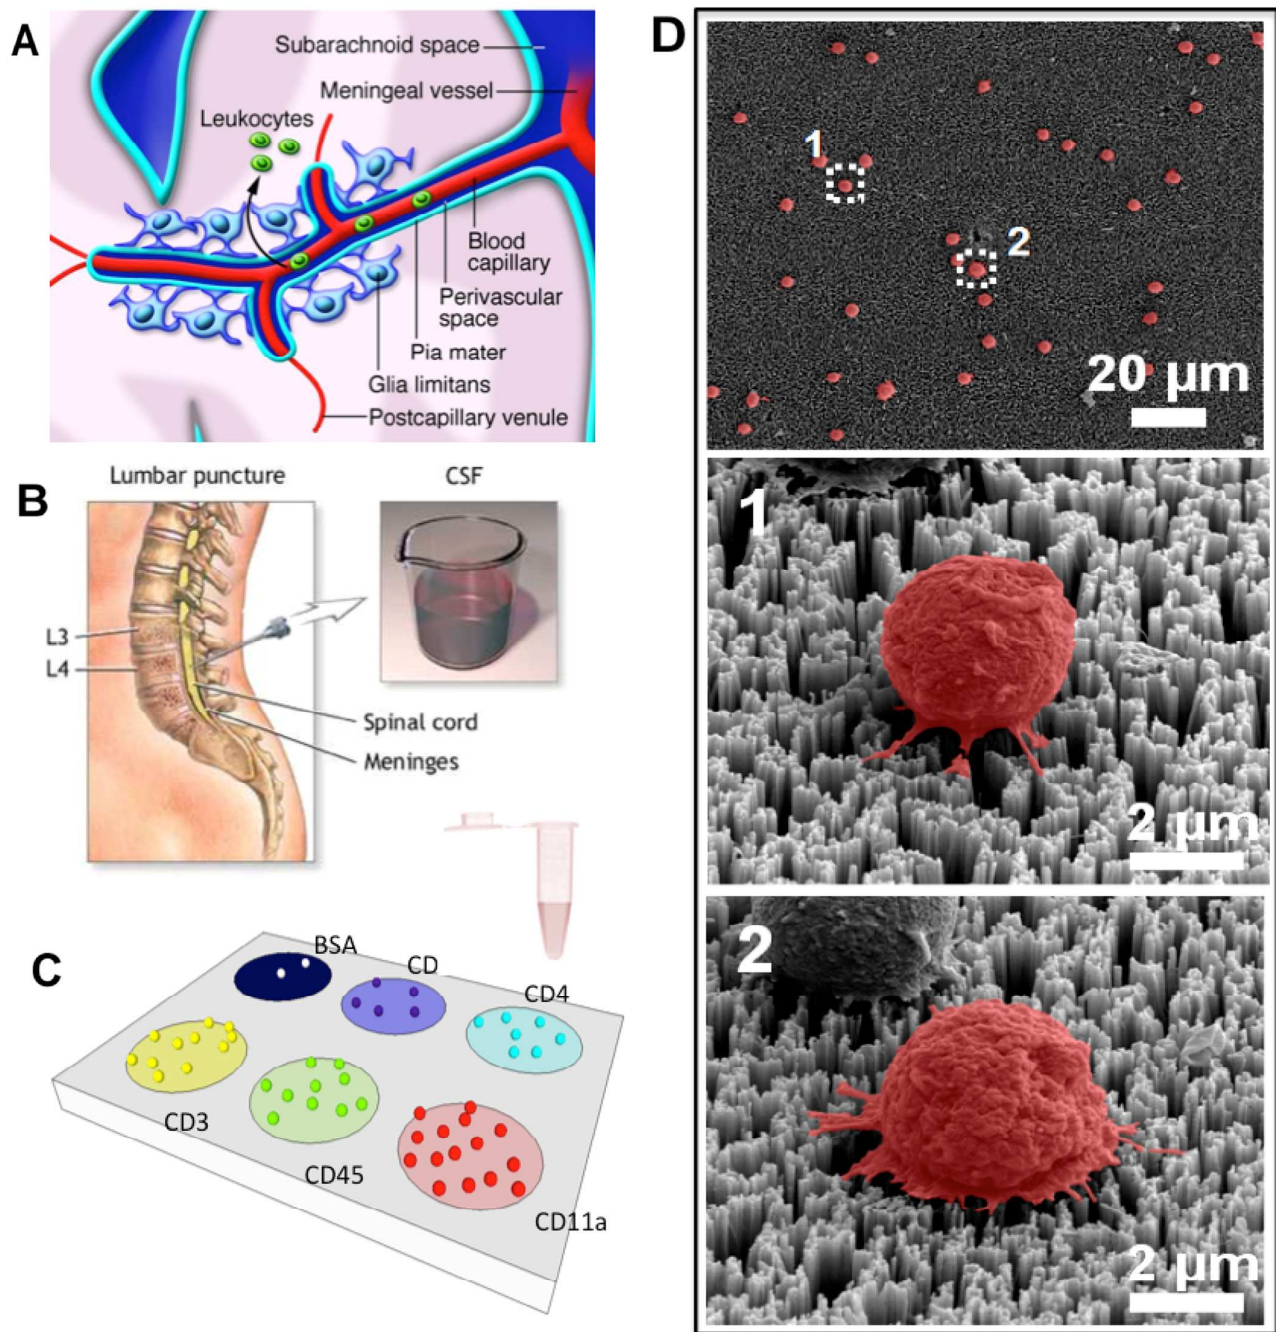 A
Subarachnoid space
Meningeal vessel
Leukocytes
Blood
capillary
Perivascular
space
Pia mater
Glia limitans
Postcapillary venule
B
Lumbar puncture
CSF
L3
L4
Spinal cord
Meninges
C
BSA
CD
CD4
CD3
CD45
CD11a
D
1
2
20 µm
1
2 µm
2
2 µm